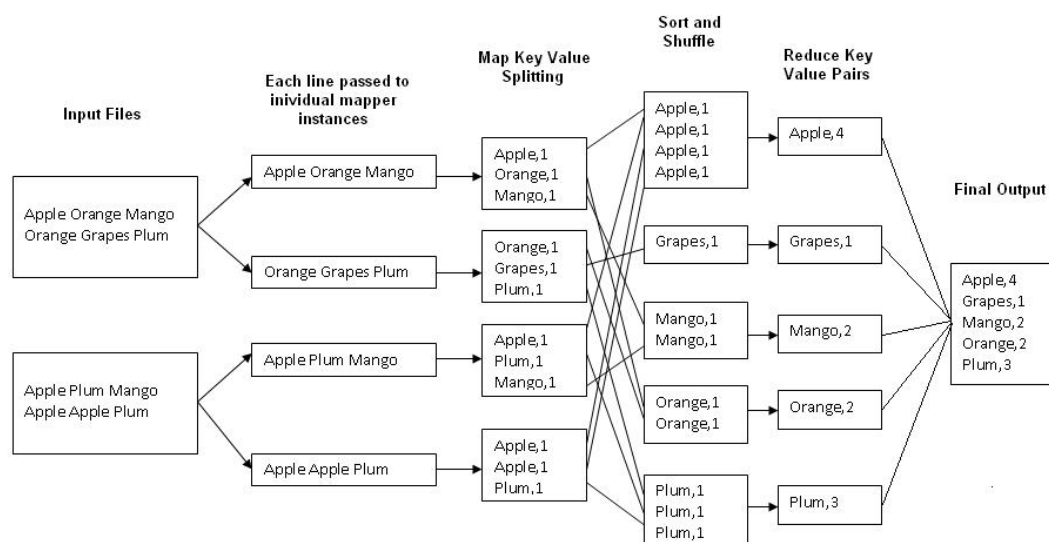 Input Files
Each line passed to
inividual mapper
instances
Map Key Value
Splitting
Sort and
Shuffle
Reduce Key
Value Pairs
Final Output
Apple Orange Mango
Orange Grapes Plum
Apple Plum Mango
Apple Apple Plum
Apple Orange Mango
Orange Grapes Plum
Apple Plum Mango
Apple Apple Plum
Apple,1
Orange,1
Mango,1
Orange,1
Grapes,1
Plum,1
Apple,1
Plum,1
Mango,1
Apple,1
Apple,1
Plum,1
Apple,1
Apple,1
Apple,1
Apple,1
Grapes,1
Mango,1
Mango,1
Orange,1
Orange,1
Plum,1
Plum,1
Plum,1
Apple,4
Grapes,1
Mango,2
Orange,2
Plum,3
Apple,4
Grapes,1
Mango,2
Orange,2
Plum,3